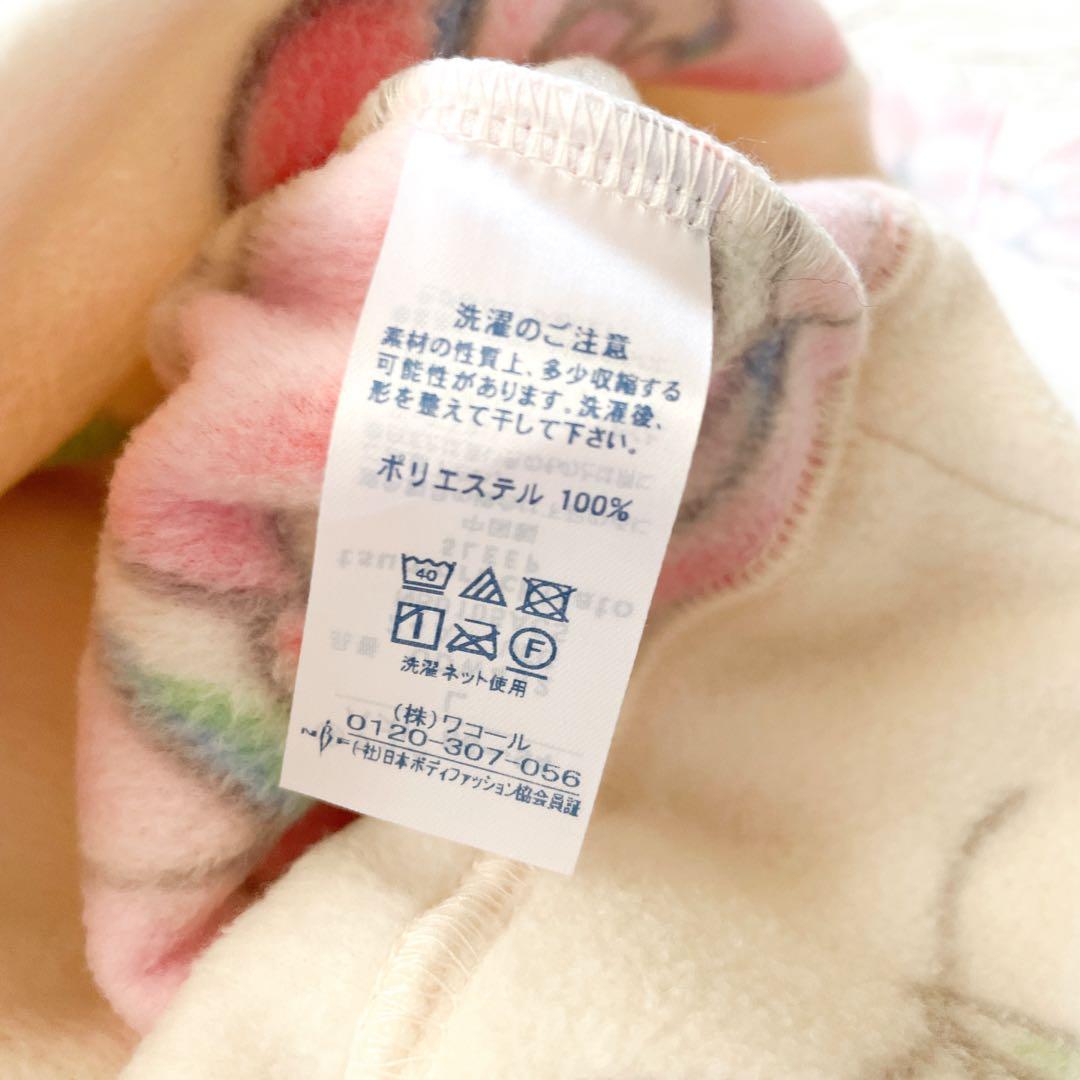 洗濯のご注意
素材の性質上、多少収縮する
可能性があります。洗濯後、
形を整えて干して下さい。
ポリエステル 100%
40
F
洗濯ネット使用
(株)ワコール
0120-307-056
NBF(一社)日本ボディファッション協会員証